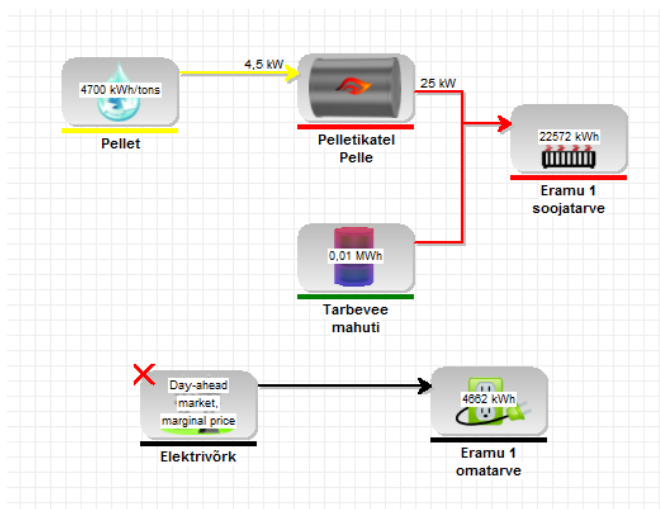 4,5 kW
4700 kWh/tons
25 kW
Pellet
Pelletikatel
Pelle
22572 kWh
Eramu 1
soojatarve
0,01 MWh
Tarbevee
mahuti
Day-ahead
market,
marginal price
4662 kWh
Elektrivõrk
Eramu 1
omatarve